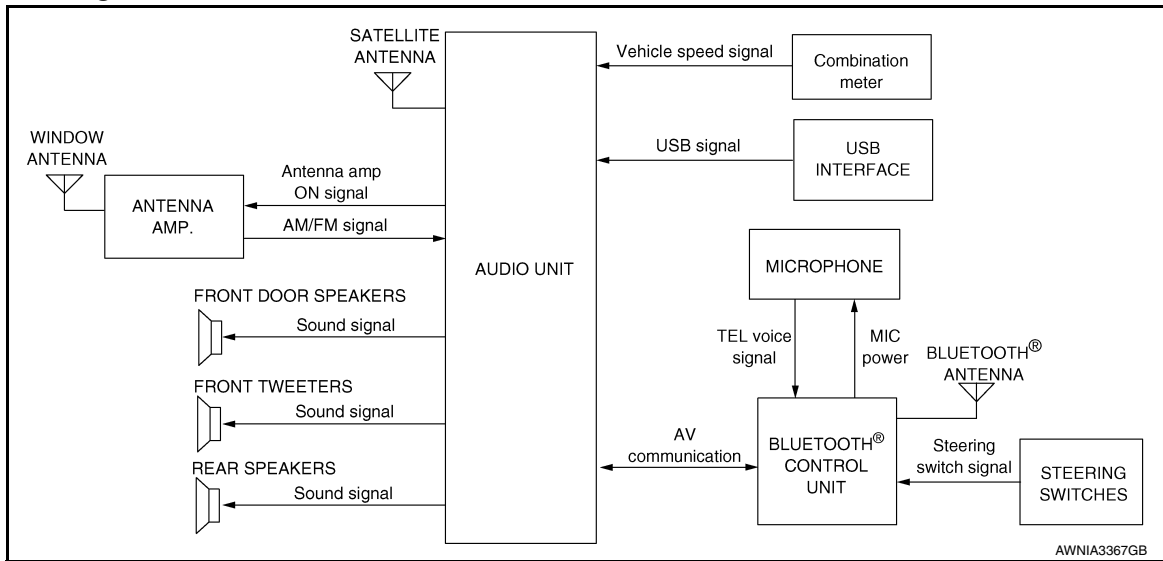 SATELLITE
ANTENNA
Vehicle speed signal
Combination
meter
WINDOW
ANTENNA
USB signal
USB
INTERFACE
Antenna amp
ON signal
ANTENNA
AMP.
AM/FM signal
AUDIO UNIT
MICROPHONE
FRONT DOOR SPEAKERS
Sound signal
TEL voice
signal
MIC
power
BLUETOOTH®
ANTENNA
FRONT TWEETERS
Sound signal
AV
communication
BLUETOOTH®
CONTROL
UNIT
Steering
switch signal
STEERING
SWITCHES
REAR SPEAKERS
Sound signal
AWNIA3367GB